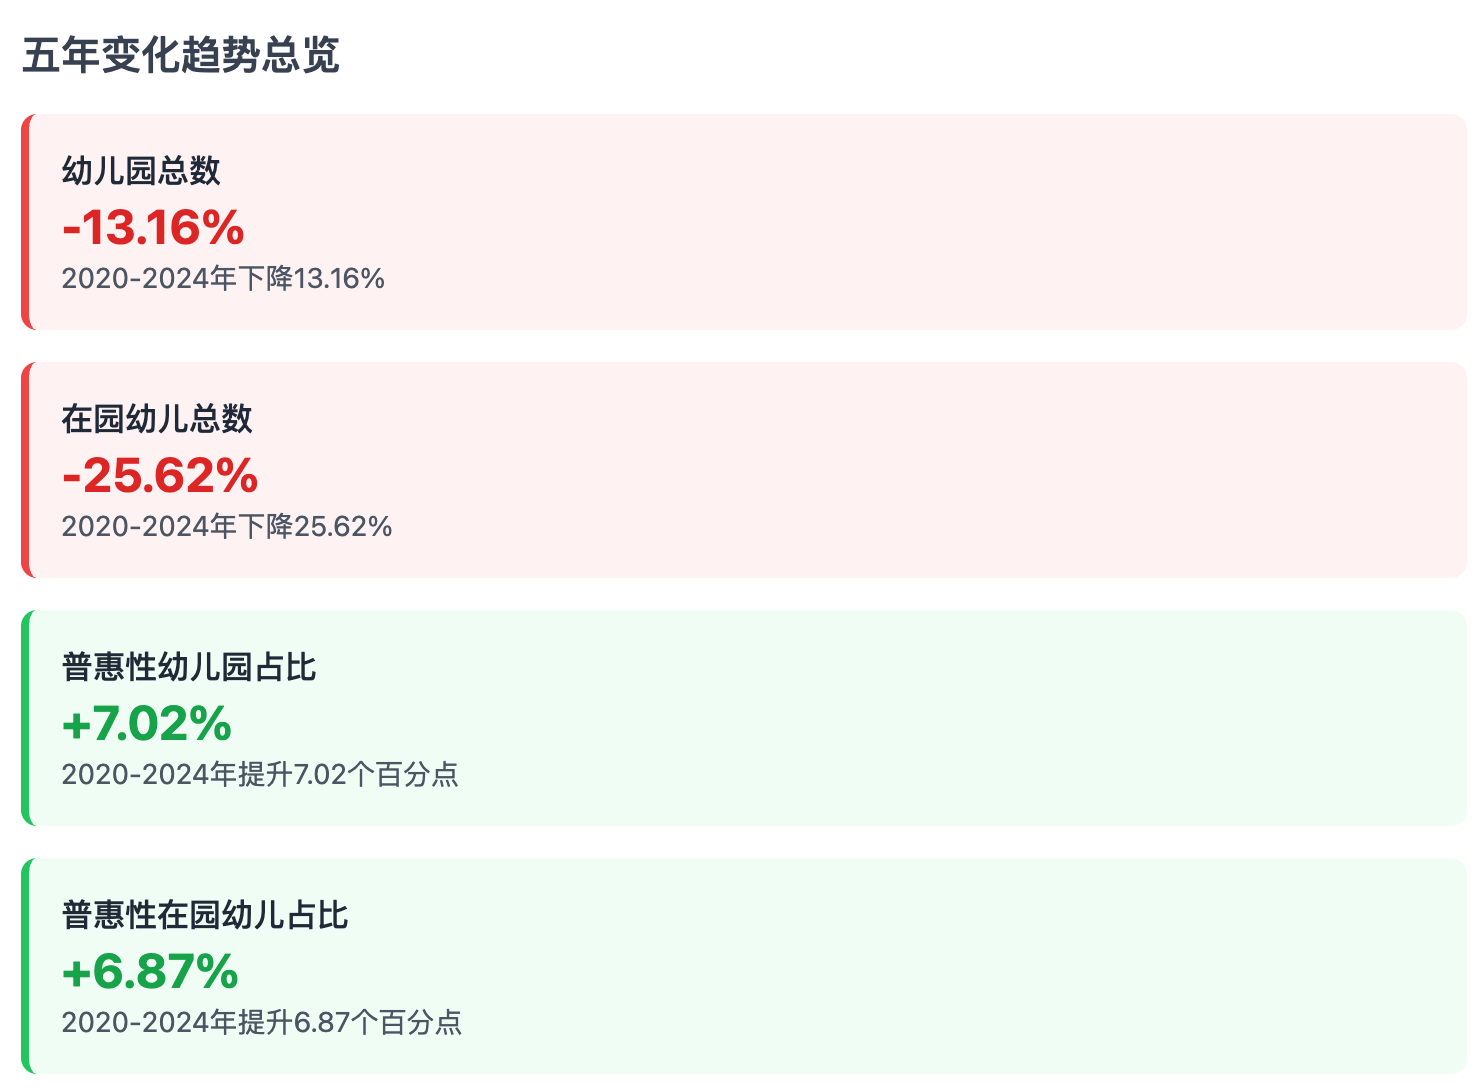 五年变化趋势总览
幼儿园总数
-13.16%
2020-2024年下降13.16%
在园幼儿总数
-25.62%
2020-2024年下降25.62%
普惠性幼儿园占比
+7.02%
2020-2024年提升7.02个百分点
普惠性在园幼儿占比
+6.87%
2020-2024年提升6.87个百分点